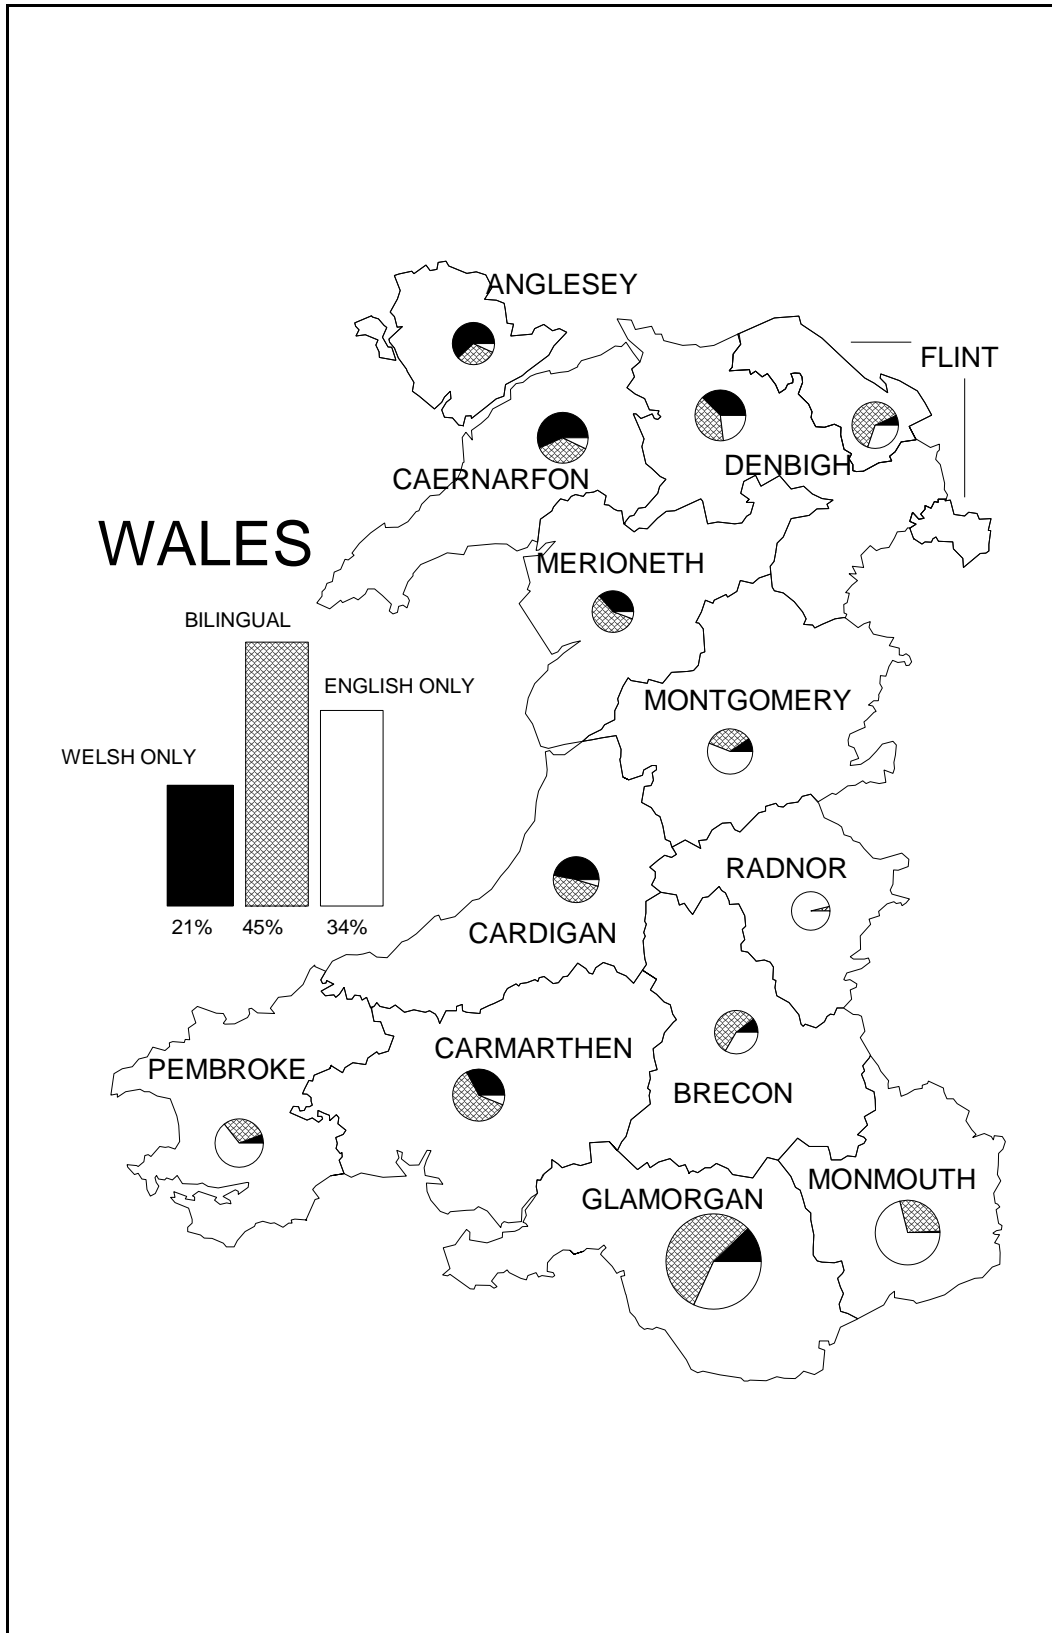 ANGLESEY
FLINT
DENBIGH
CAERNARFON
WALES
MERIONETH
BILINGUAL
ENGLISH ONLY
MONTGOMERY
WELSH ONLY
RADNOR
21% 45% 34%
CARDIGAN
CARMARTHEN
PEMBROKE
BRECON
MONMOUTH
GLAMORGAN